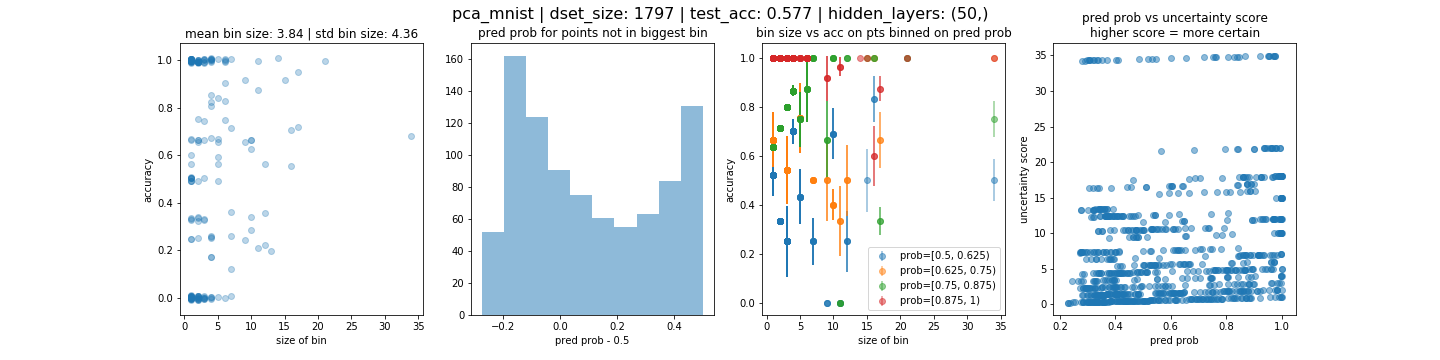 pca_mnist | dset_size: 1797 | test_acc: 0.577 | hidden_layers: (50,)
mean bin size: 3.84 | std bin size: 4.36
1.0
0.8
0.6
0.4
0.2
0.0
accuracy
0 5 10 15 20 25 30 35
size of bin
pred prob for points not in biggest bin
160
140
120
100
80
60
40
20
0
−0.2 0.0 0.2 0.4
pred prob - 0.5
bin size vs acc on pts binned on pred prob
1.0
0.8
0.6
0.4
0.2
0.0
accuracy
prob=[0.5, 0.625)
prob=[0.625, 0.75)
prob=[0.75, 0.875)
prob=[0.875, 1)
0 5 10 15 20 25 30 35
size of bin
pred prob vs uncertainty score
higher score = more certain
35
30
25
20
15
10
5
0
uncertainty score
0.2 0.4 0.6 0.8 1.0
pred prob